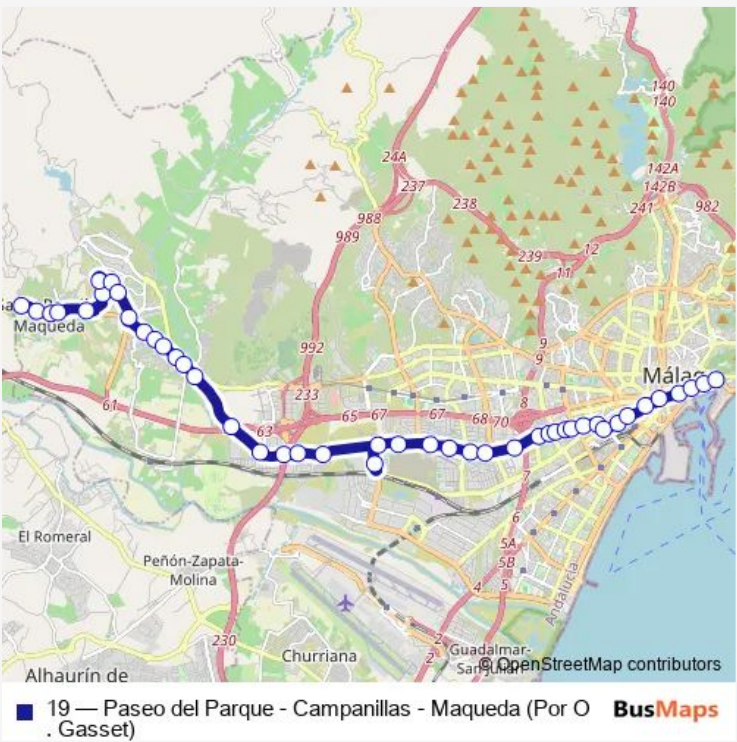 140
140
24A
237
142A
142B
238
241
982
988
989
239
12
11
Maqueda
992
9
9
Málag
233
61
65
67
67
68
70
8
63
7
6
El Romeral
5A
5B
Peñón-Zapata-
Molina
4
5
Andalucía
230
2
2
Churriana
Guadalmar-
San Julián
© OpenStreetMap contributors
Alhaurín de
19 — Paseo del Parque - Campanillas - Maqueda (Por O
. Gasset)
BusMaps